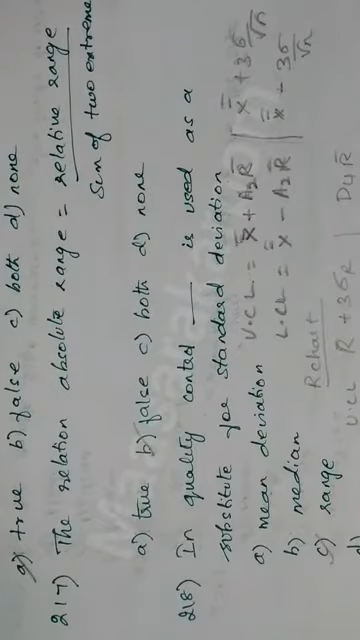 a) true b) false c) both d) none
217) The relation absolute range = relative range
sum of two extreme
a) true b) false c) both d) none
218) In quality contol ____ is used as a
substitute for standard deviation
a) mean deviation U.C.L = x̿ + A2R̅ | x̿ + 3σ/√n
b) median L.C.L = x̿ - A2R̅ | x̿ - 3σ/√n
R chart
c) range
U.C.L R + 3σR | D4R̅
d)